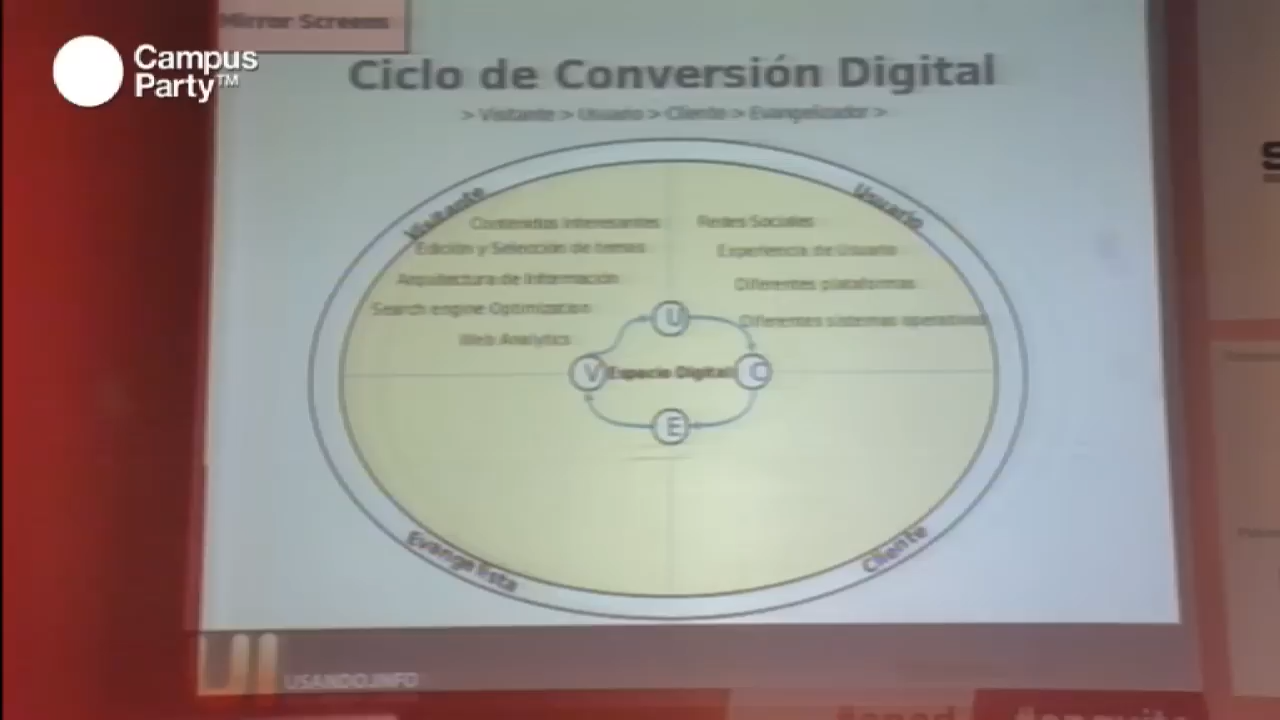 Mirror Screens
Campus
Party™
Ciclo de Conversión Digital
> Visitante > Usuario > Cliente > Evangelizador >
Visitante
Usuario
Contenidos interesantes
Redes Sociales
Edición y Selección de temas
Experiencia de Usuario
Arquitectura de Información
Diferentes plataformas
Search engine Optimization
Diferentes sistemas operativos
Web Analytics
U
V
Espacio Digital
C
E
Evangelista
Cliente
USANDO.INFO